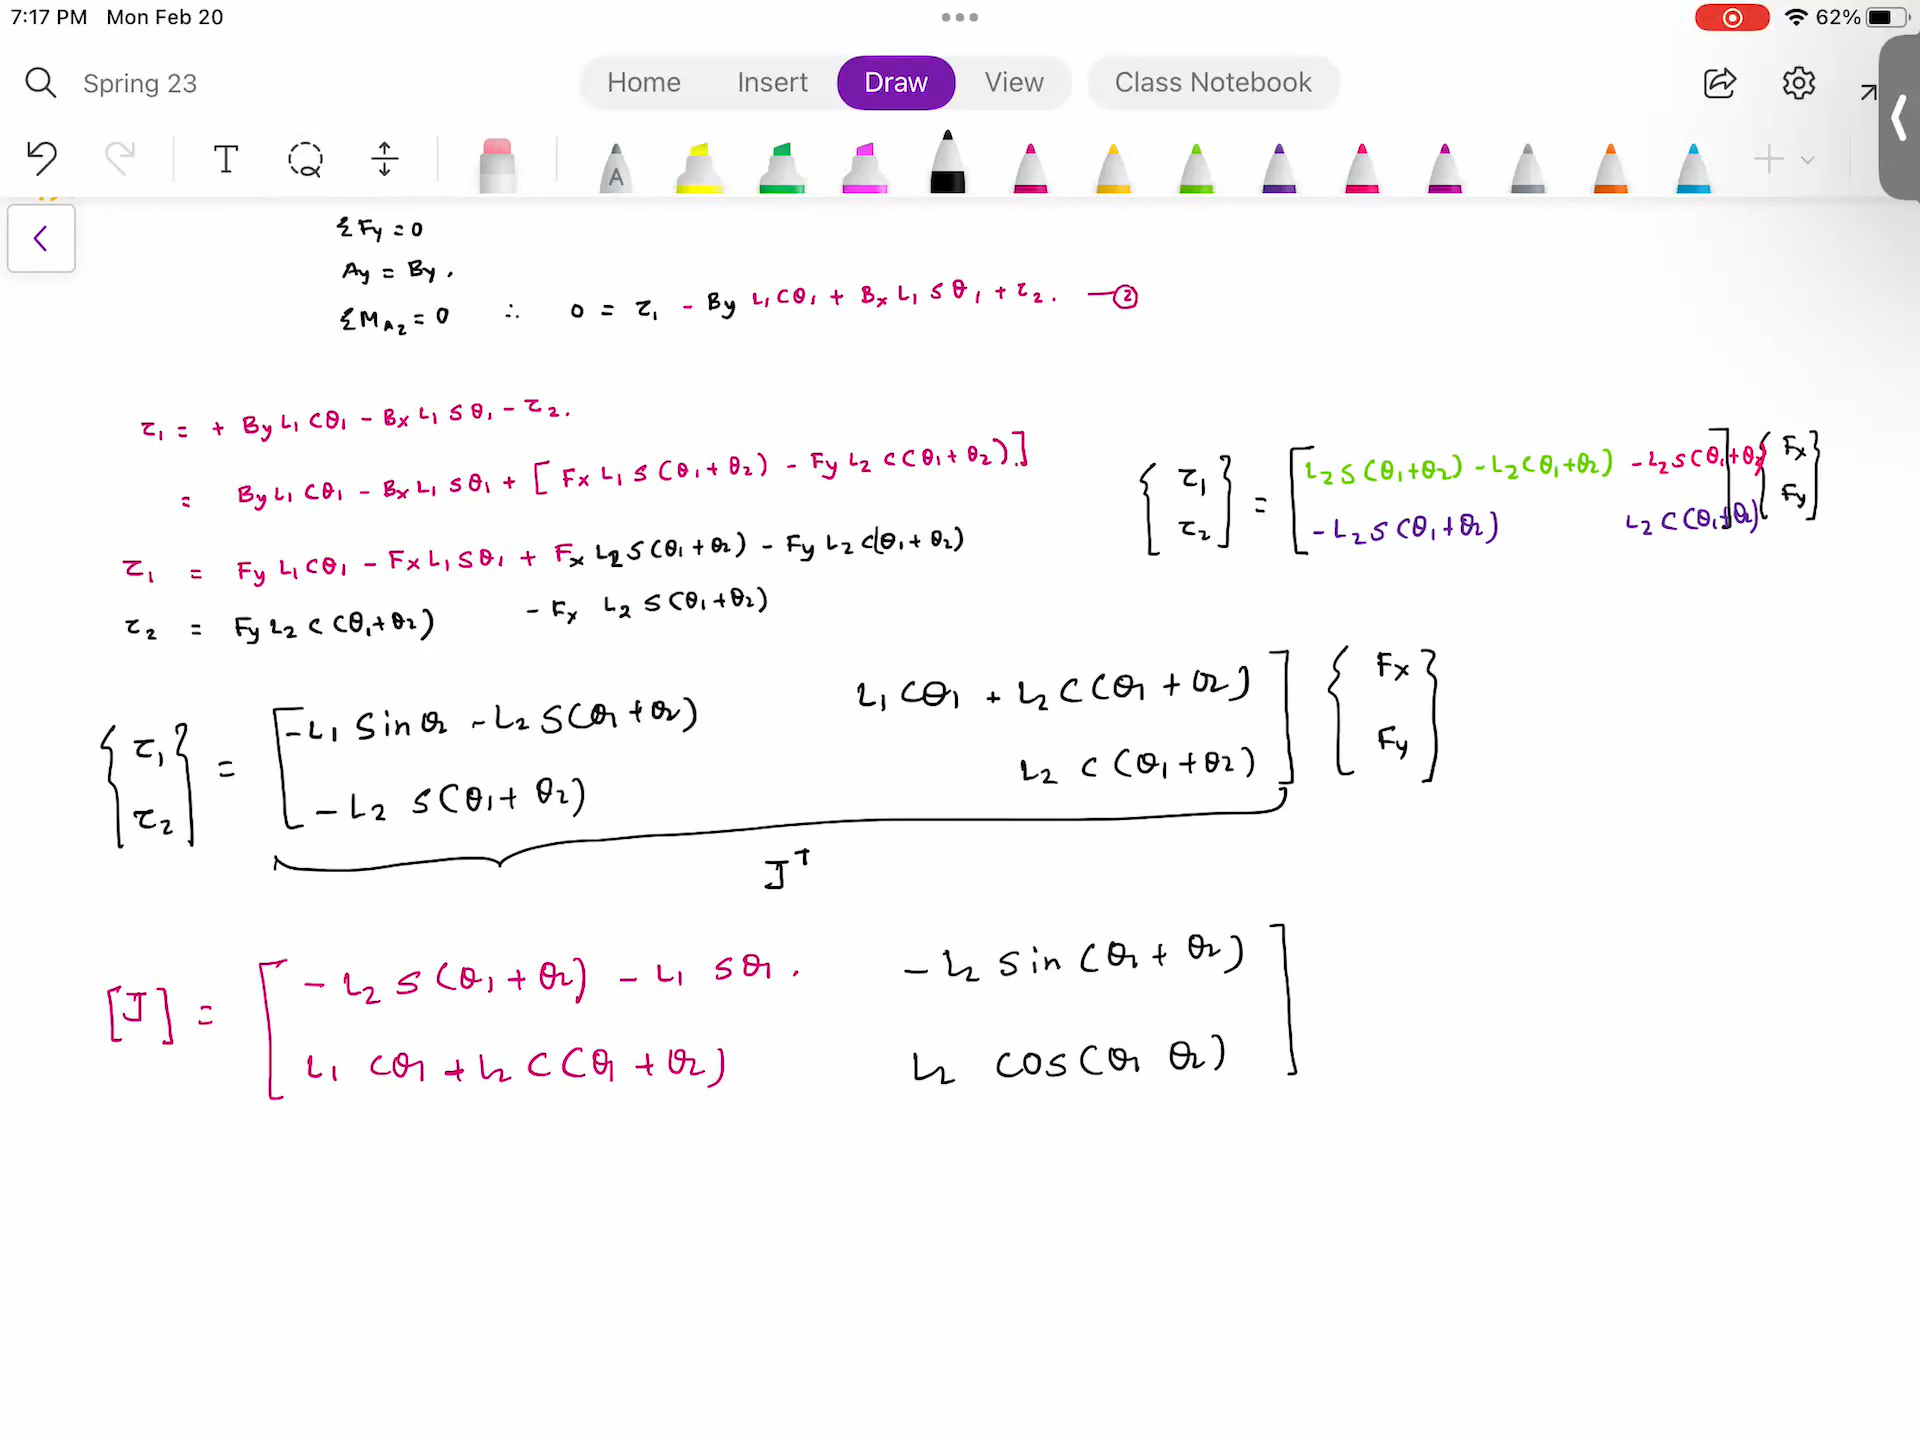 7:17 PM Mon Feb 20
62%
Spring 23
Home Insert Draw View Class Notebook
T A
ΣFy = 0
Ay = By.
ΣM_A2 = 0 ∴ 0 = τ1 - By L1 Cθ1 + Bx L1 Sθ1 + τ2. —②
τ1 = + By L1 Cθ1 - Bx L1 Sθ1 - τ2.
= By L1 Cθ1 - Bx L1 Sθ1 + [Fx L1 S(θ1+θ2) - Fy L2 C(θ1+θ2).]
τ1 = Fy L1 Cθ1 - Fx L1 Sθ1 + Fx L2 S(θ1+θ2) - Fy L2 C(θ1+θ2)
τ2 = Fy L2 C(θ1+θ2) - Fx L2 S(θ1+θ2)
{τ1 = [L2 S(θ1+θ2) - L2 C(θ1+θ2) -L2 S(θ1+θ2)] {Fx
τ2} -L2 S(θ1+θ2) L2 C(θ1+θ2) Fy}
{τ1 = [-L1 Sin θ2 - L2 S(θ1+θ2) L1 Cθ1 + L2 C(θ1+θ2)] {Fx
τ2} -L2 S(θ1+θ2) L2 C(θ1+θ2) Fy}
J^T
[J] = [-L2 S(θ1+θ2) - L1 Sθ1. -L2 Sin(θ1+θ2)
L1 Cθ1 + L2 C(θ1+θ2) L2 cos(θ1 θ2)]